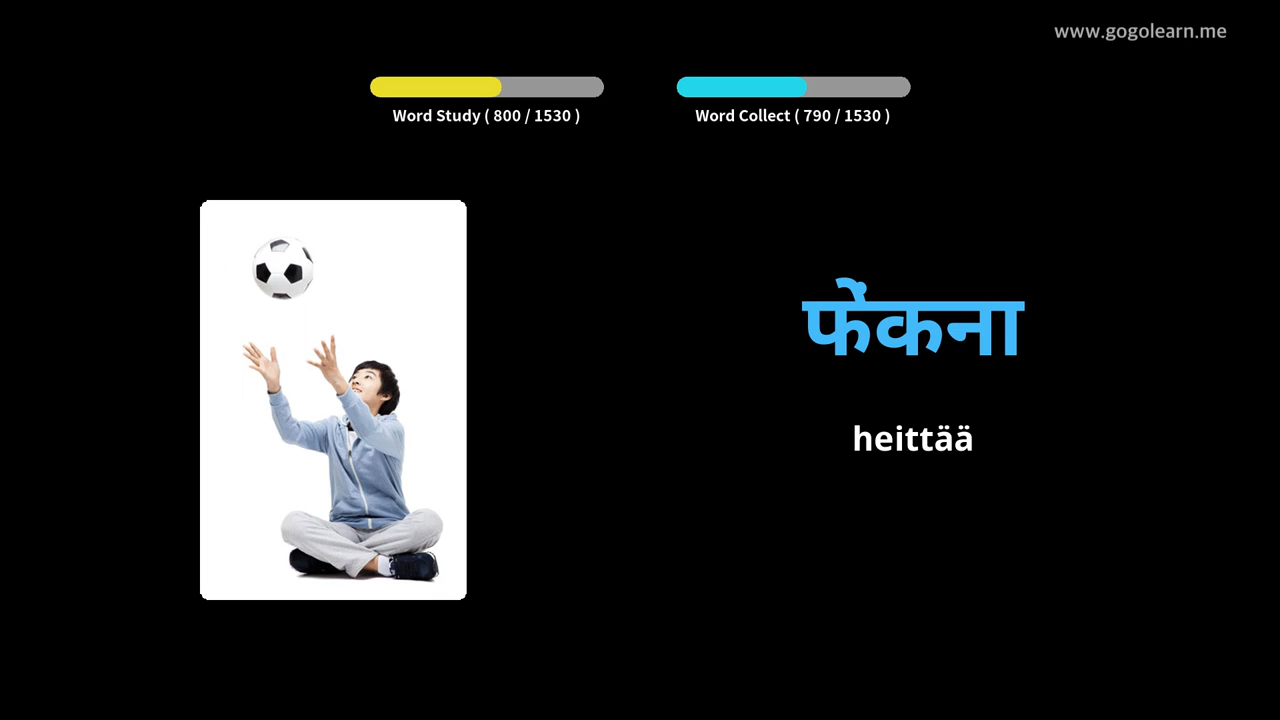 www.gogolearn.me
Word Study ( 800 / 1530 )
Word Collect ( 790 / 1530 )
फेंकना
heittää